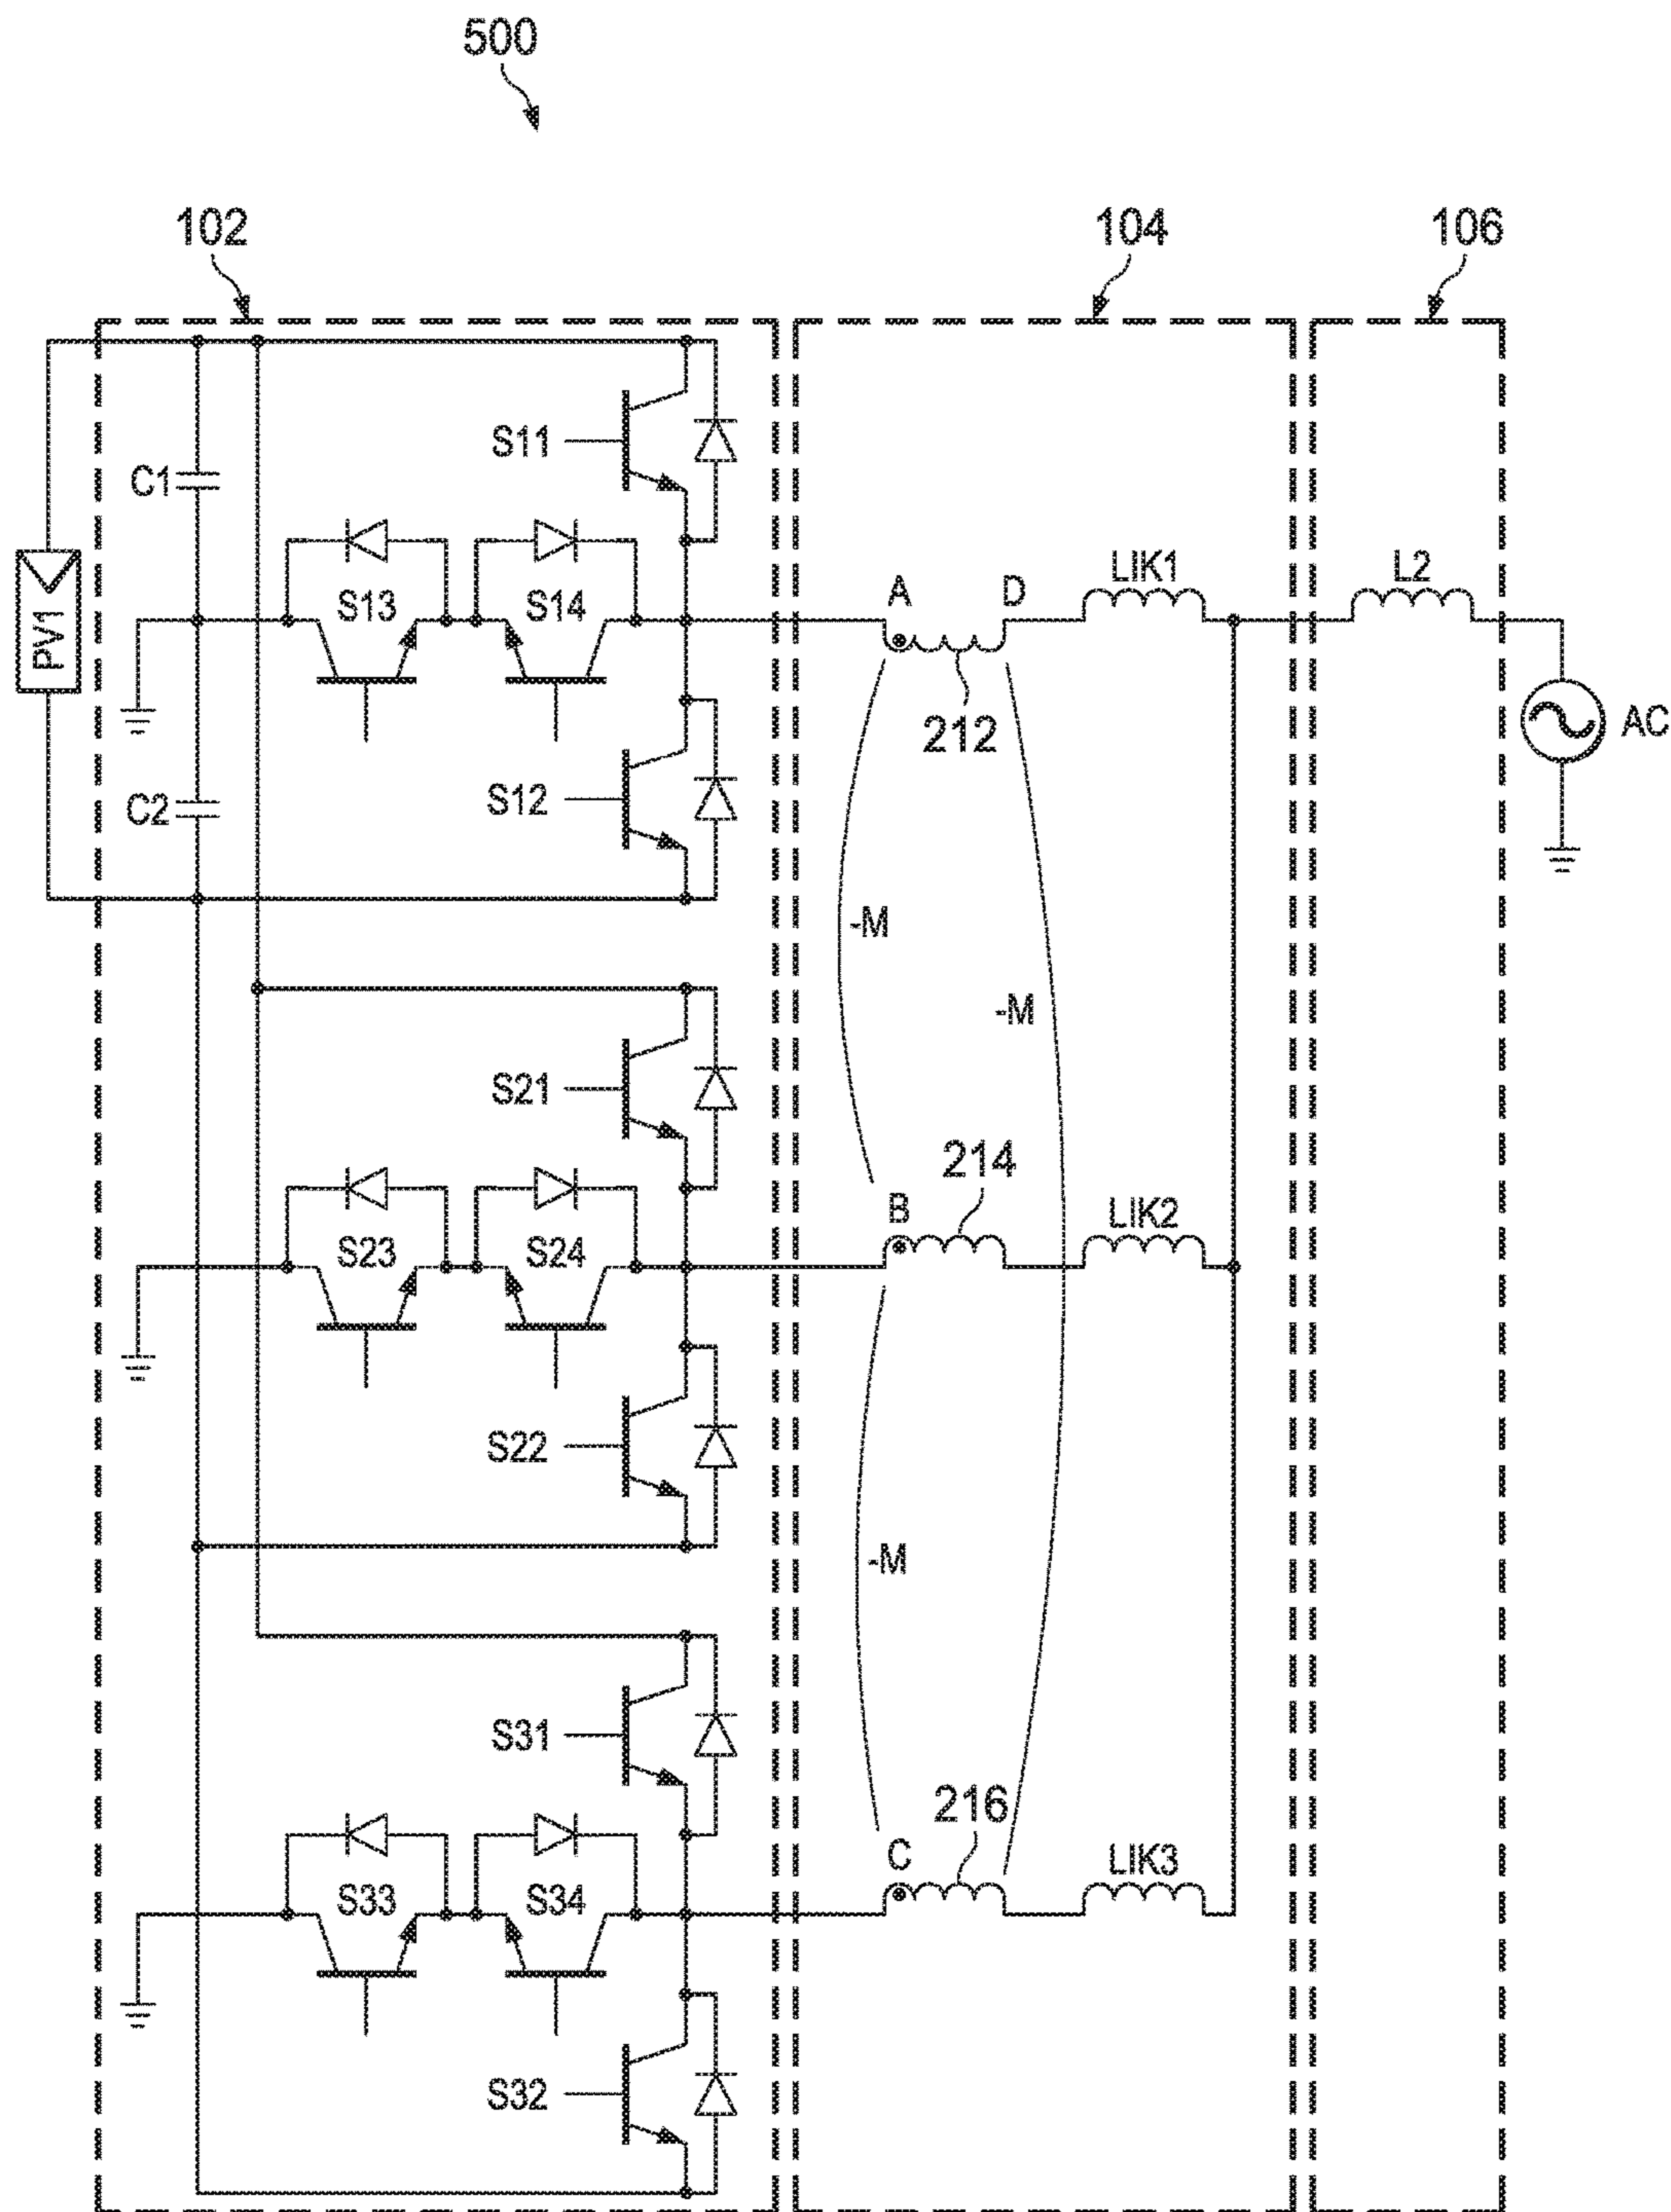 500
102
104
106
S11
C1
S13
S14
A
D
LIK1
L2
PV1
212
AC
S12
C2
-M
-M
S21
214
B
LIK2
S23
S24
S22
-M
S31
216
C
LIK3
S33
S34
S32